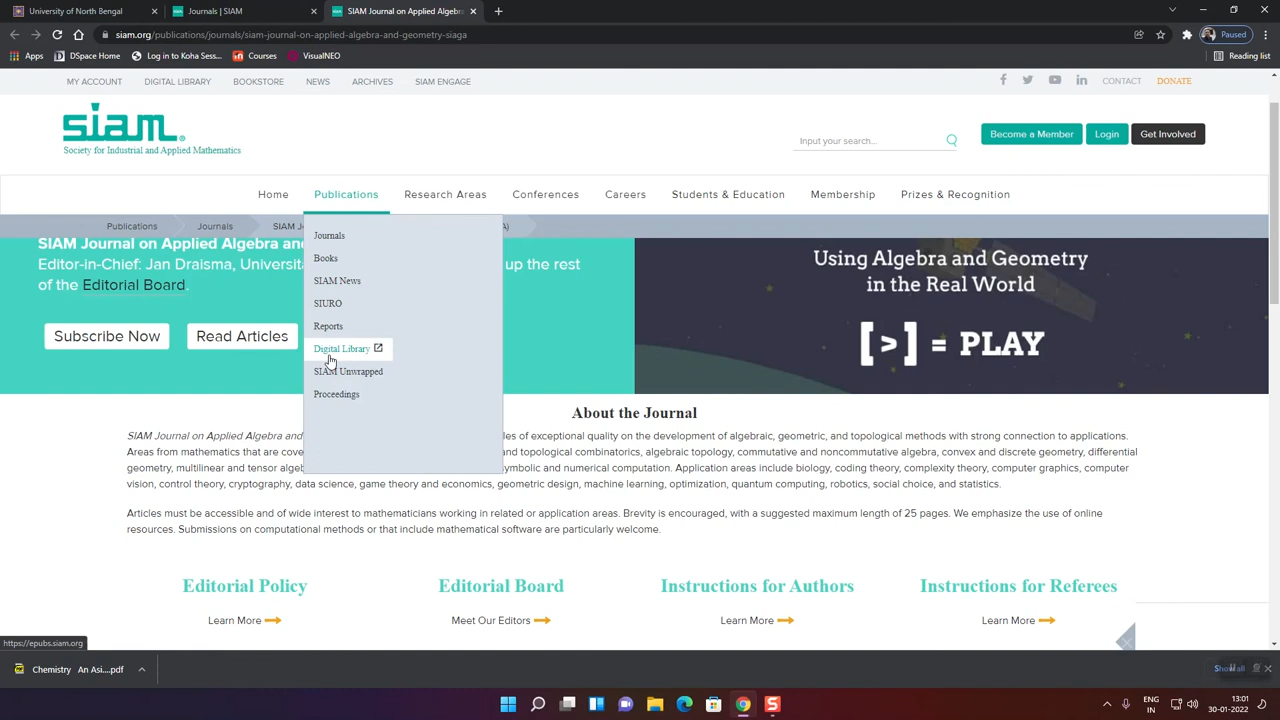 University of North Bengal
Journals | SIAM
SIAM Journal on Applied Algebra
siam.org/publications/journals/siam-journal-on-applied-algebra-and-geometry-siaga
Paused
Apps
DSpace Home
Log in to Koha Sess...
Courses
VisualNEO
Reading list
MY ACCOUNT
DIGITAL LIBRARY
BOOKSTORE
NEWS
ARCHIVES
SIAM ENGAGE
CONTACT
DONATE
siam
Society for Industrial and Applied Mathematics
Input your search...
Become a Member
Login
Get Involved
Home
Publications
Research Areas
Conferences
Careers
Students & Education
Membership
Prizes & Recognition
Publications
Journals
SIAM J
A)
Journals
Books
SIAM News
SIURO
Reports
Digital Library
SIAM Unwrapped
Proceedings
SIAM Journal on Applied Algebra and
Editor-in-Chief: Jan Draisma, Universit up the rest
of the Editorial Board.
Subscribe Now
Read Articles
Using Algebra and Geometry
in the Real World
[>] = PLAY
About the Journal
SIAM Journal on Applied Algebra and les of exceptional quality on the development of algebraic, geometric, and topological methods with strong connection to applications.
Areas from mathematics that are cove and topological combinatorics, algebraic topology, commutative and noncommutative algebra, convex and discrete geometry, differential
geometry, multilinear and tensor algeb symbolic and numerical computation. Application areas include biology, coding theory, complexity theory, computer graphics, computer
vision, control theory, cryptography, data science, game theory and economics, geometric design, machine learning, optimization, quantum computing, robotics, social choice, and statistics.
Articles must be accessible and of wide interest to mathematicians working in related or application areas. Brevity is encouraged, with a suggested maximum length of 25 pages. We emphasize the use of online
resources. Submissions on computational methods or that include mathematical software are particularly welcome.
Editorial Policy
Editorial Board
Instructions for Authors
Instructions for Referees
Learn More
Meet Our Editors
Learn More
Learn More
https://epubs.siam.org
Chemistry An Asi....pdf
Show all
ENG
IN
13:01
30-01-2022